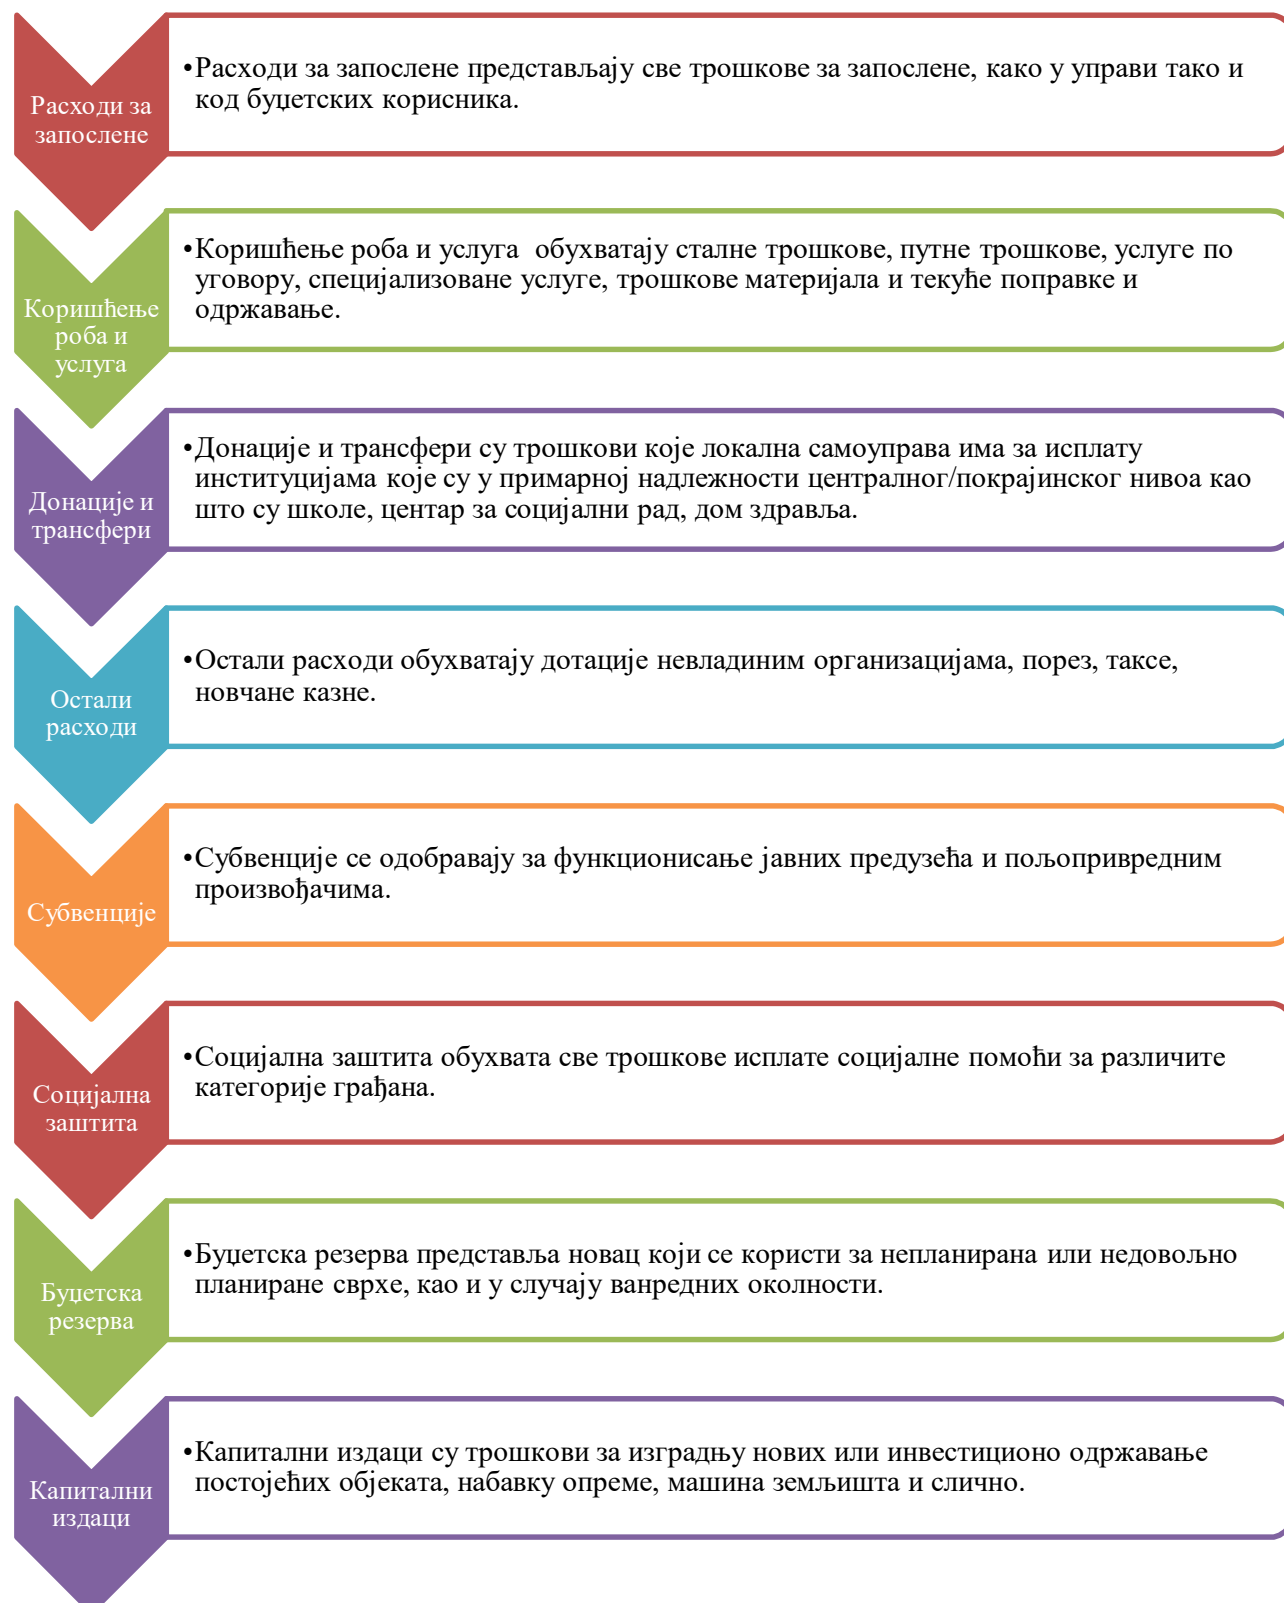 Расходи за
запослене
•Расходи за запослене представљају све трошкове за запослене, како у управи тако и
код буџетских корисника.
Коришћење
роба и
услуга
•Коришћење роба и услуга  обухватају сталне трошкове, путне трошкове, услуге по
уговору, специјализоване услуге, трошкове материјала и текуће поправке и
одржавање.
Донације и
трансфери
•Донације и трансфери су трошкови које локална самоуправа има за исплату
институцијама које су у примарној надлежности централног/покрајинског нивоа као
што су школе, центар за социјални рад, дом здравља.
Остали
расходи
•Остали расходи обухватају дотације невладиним организацијама, порез, таксе,
новчане казне.
Субвенције
•Субвенције се одобравају за функционисање јавних предузећа и пољопривредним
произвођачима.
Социјална
заштита
•Социјална заштита обухвата све трошкове исплате социјалне помоћи за различите
категорије грађана.
Буџетска
резерва
•Буџетска резерва представља новац који се користи за непланирана или недовољно
планиране сврхе, као и у случају ванредних околности.
Капитални
издаци
•Капитални издаци су трошкови за изградњу нових или инвестиционо одржавање
постојећих објеката, набавку опреме, машина земљишта и слично.